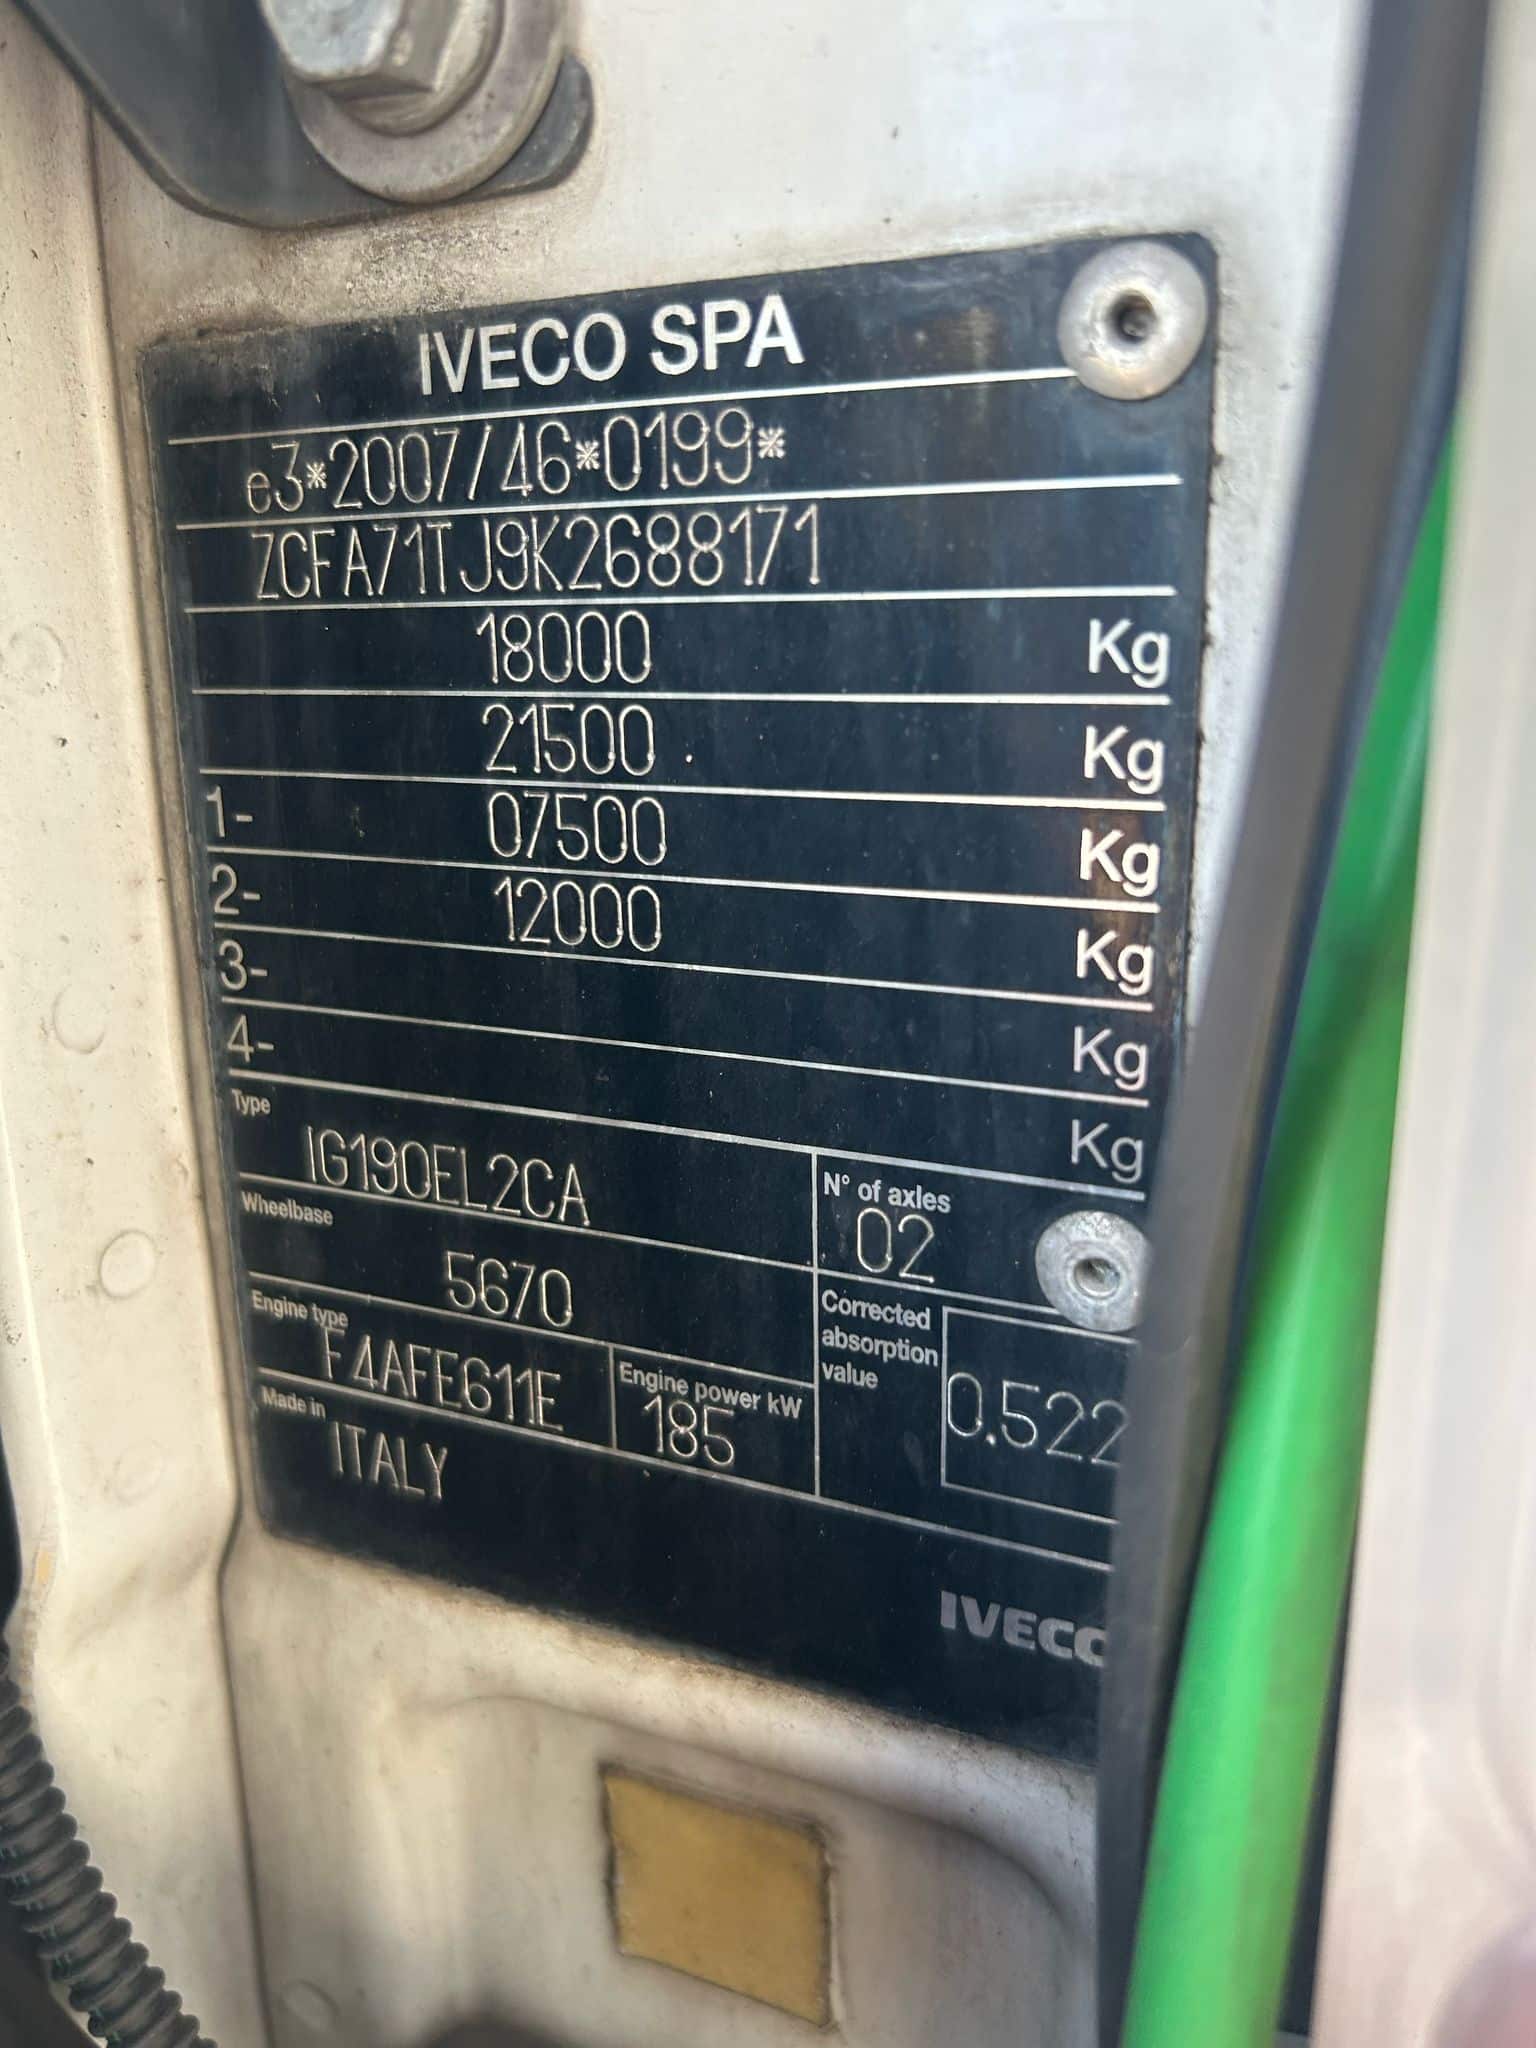 IVECO SPA
e3*2007/46*0199*
ZCFA71TJ9K2688171
18000 Kg
21500 Kg
1- 07500 Kg
2- 12000 Kg
3- Kg
4- Kg
Type
IG190EL2CA
N° of axles
02
Wheelbase
5670
Corrected
absorption
value
0.522
Engine type
F4AFE611E
Engine power kW
185
Made in
ITALY
IVECO